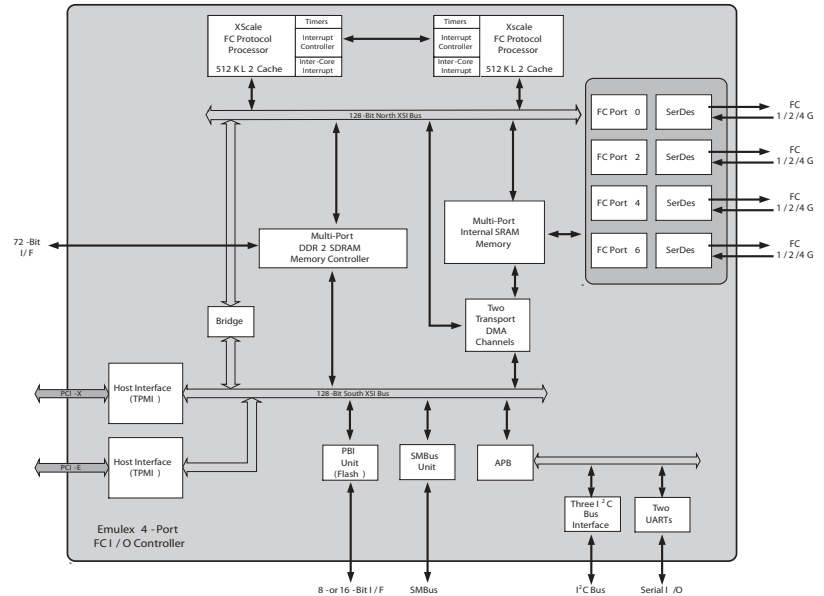 XScale
FC Protocol
Processor
512 K L 2 Cache
Timers
Interrupt
Controller
Inter-Core
Interrupt
Timers
Interrupt
Controller
Inter-Core
Interrupt
Xscale
FC Protocol
Processor
512 K L 2 Cache
128 -Bit North XSI Bus
FC Port 0
SerDes
FC
1 / 2 /4 G
FC Port 2
SerDes
FC
1 / 2 /4 G
FC Port 4
SerDes
FC
1 / 2 /4 G
FC Port 6
SerDes
FC
1 / 2 /4 G
72 -Bit
I / F
Multi-Port
DDR 2 SDRAM
Memory Controller
Multi-Port
Internal SRAM
Memory
Bridge
Two
Transport
DMA
Channels
PCI -X
Host Interface
(TPMI )
128 -Bit South XSI Bus
PCI -E
Host Interface
(TPMI )
PBI
Unit
(Flash )
SMBus
Unit
APB
Three I ² C
Bus
Interface
Two
UARTs
Emulex 4 -Port
FC I / O Controller
8 - or 16 -Bit I / F
SMBus
I²C Bus
Serial I /O